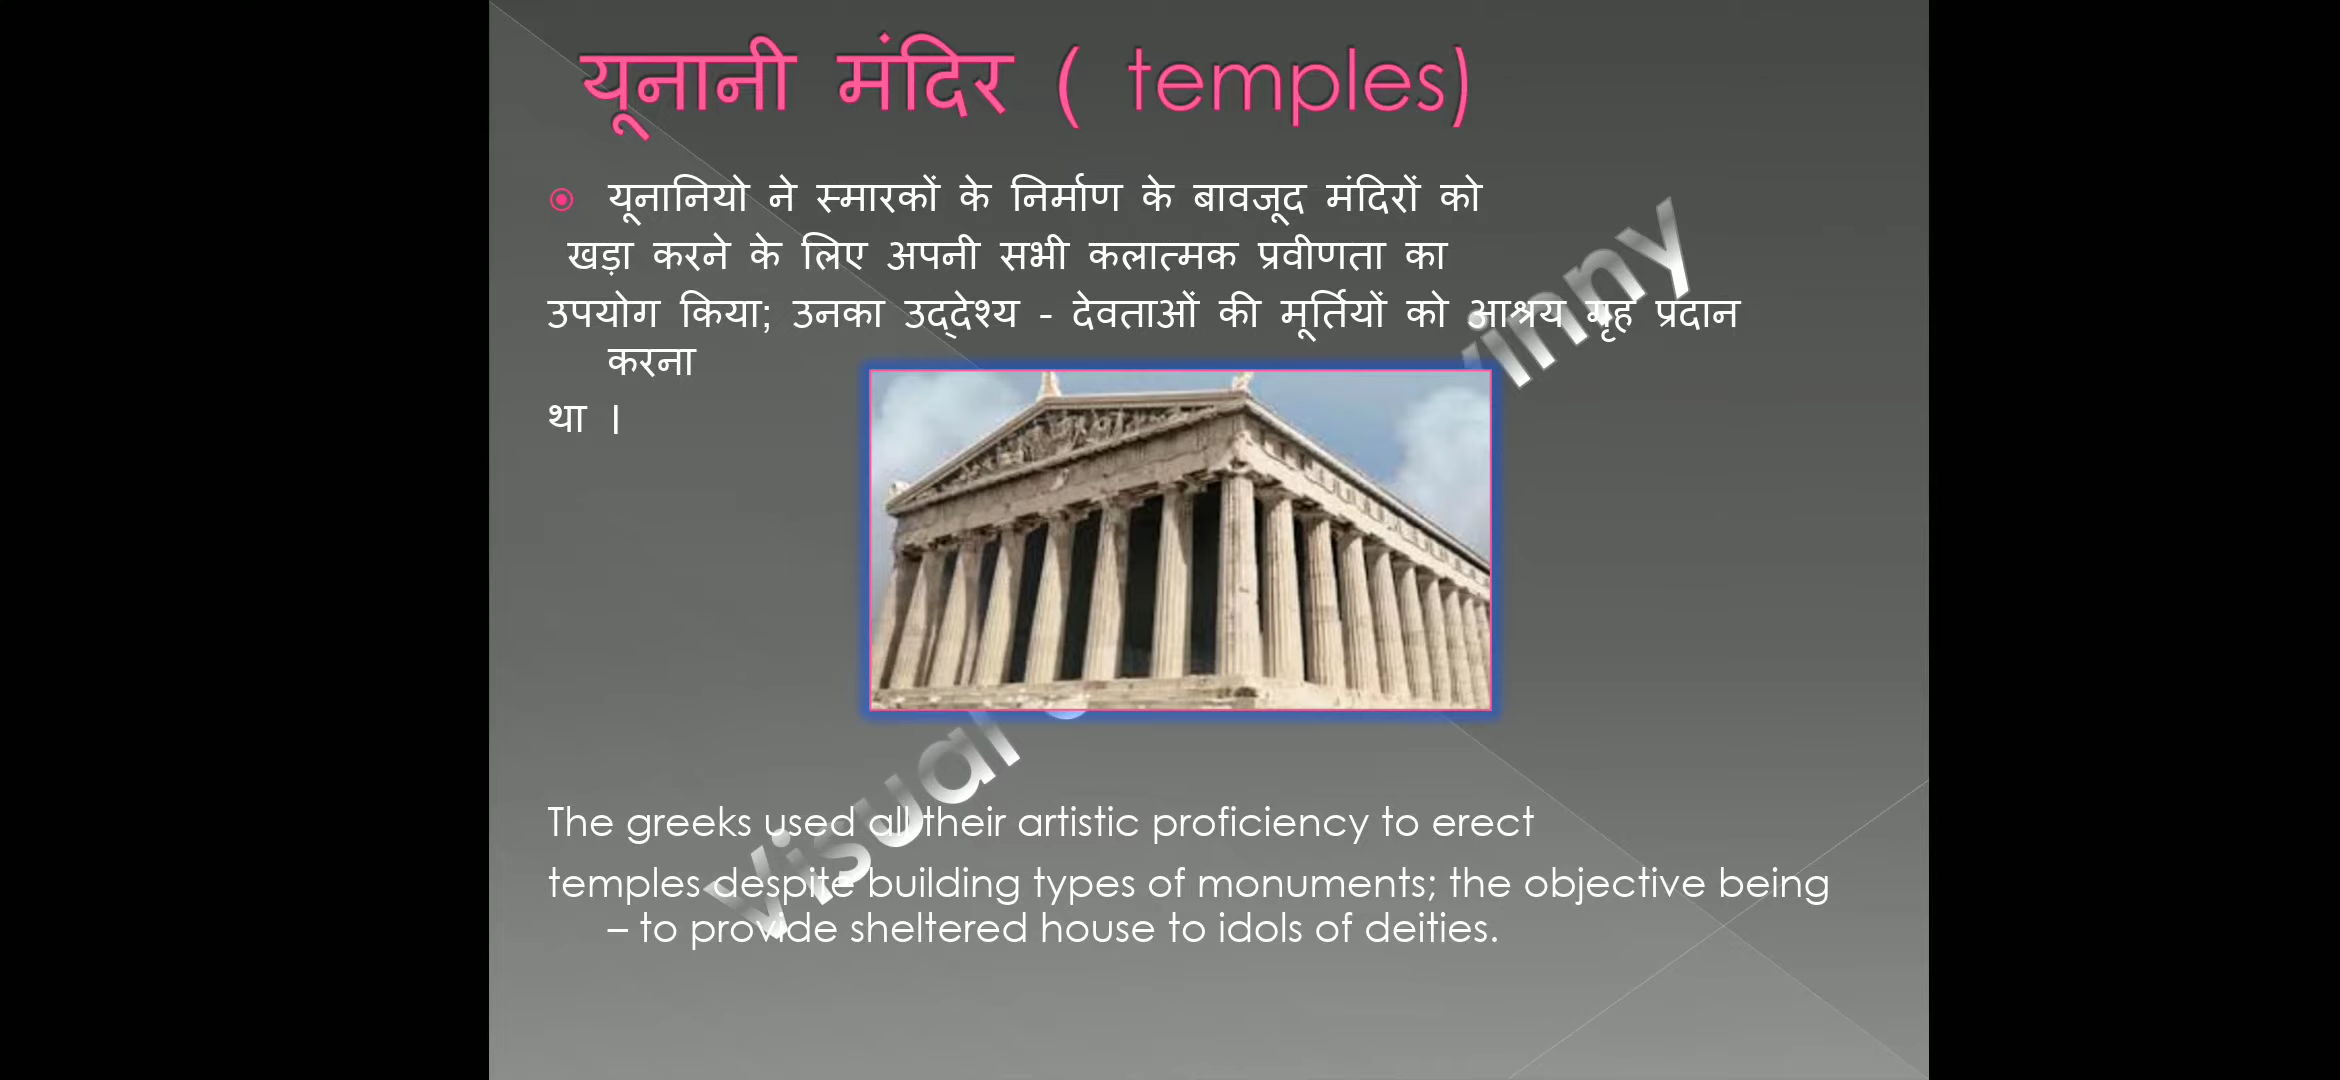 यूनानी मंदिर ( temples)
यूनानियो ने स्मारकों के निर्माण के बावजूद मंदिरों को
खड़ा करने के लिए अपनी सभी कलात्मक प्रवीणता का
उपयोग किया; उनका उद्देश्य - देवताओं की मूर्तियों को आश्रय गृह प्रदान
करना
था ।
The greeks used all their artistic proficiency to erect
temples despite building types of monuments; the objective being
– to provide sheltered house to idols of deities.
Visual